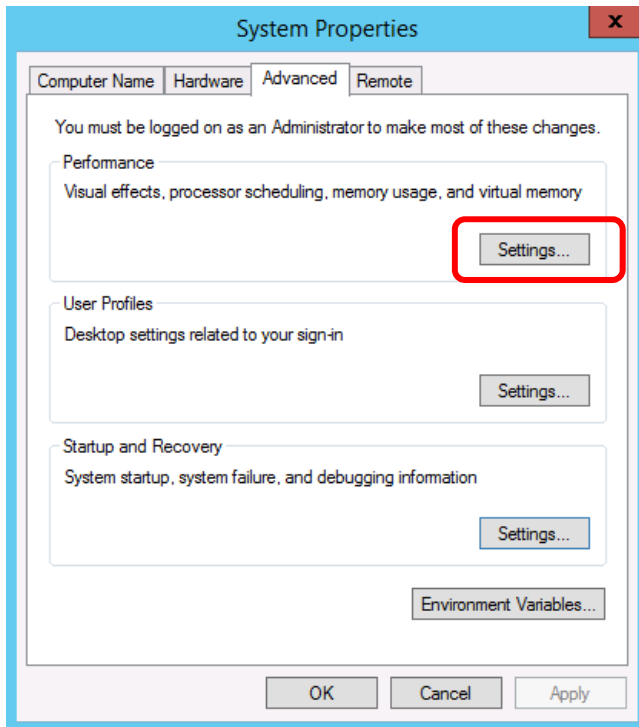 System Properties
x
Computer Name Hardware Advanced Remote
You must be logged on as an Administrator to make most of these changes.
Performance
Visual effects, processor scheduling, memory usage, and virtual memory
Settings...
User Profiles
Desktop settings related to your sign-in
Settings...
Startup and Recovery
System startup, system failure, and debugging information
Settings...
Environment Variables...
OK Cancel Apply